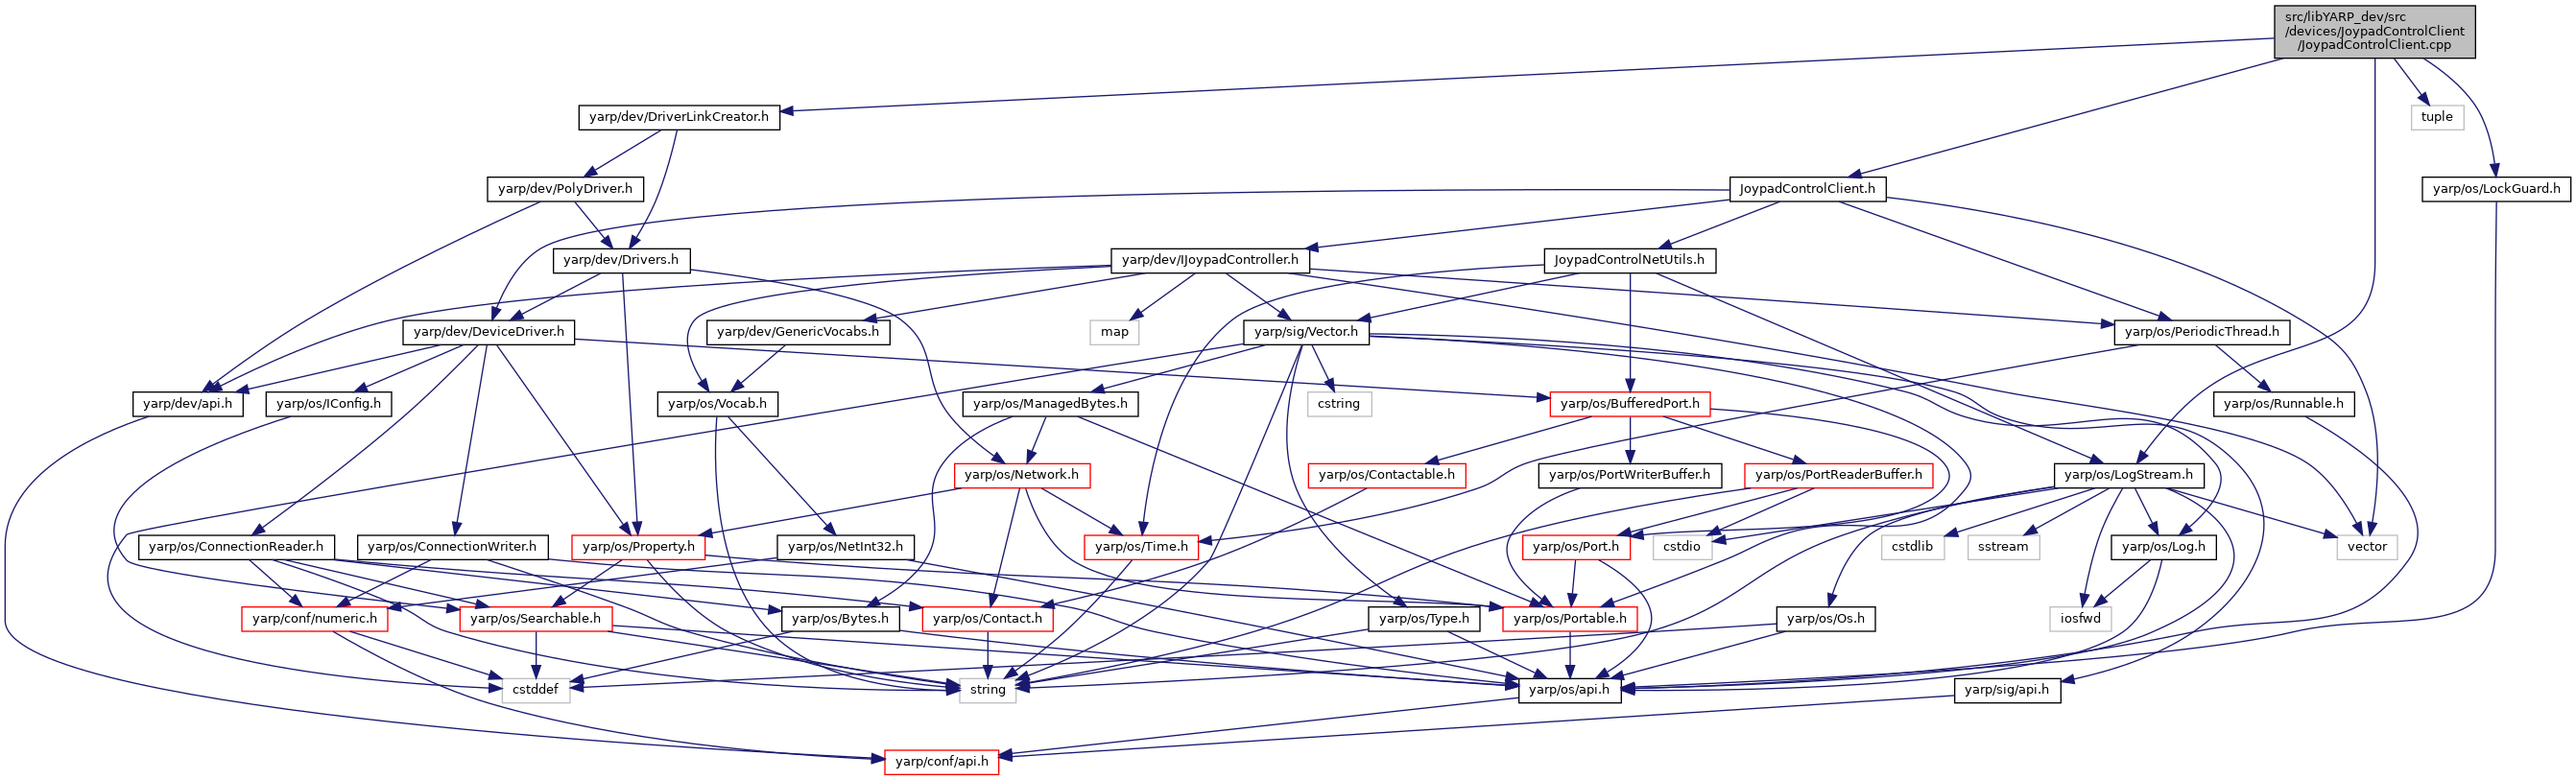 src/libYARP_dev/src
/devices/JoypadControlClient
/JoypadControlClient.cpp
yarp/dev/DriverLinkCreator.h
tuple
yarp/dev/PolyDriver.h
JoypadControlClient.h
yarp/os/LockGuard.h
yarp/dev/Drivers.h
yarp/dev/IJoypadController.h
JoypadControlNetUtils.h
yarp/dev/DeviceDriver.h
yarp/dev/GenericVocabs.h
map
yarp/sig/Vector.h
yarp/os/PeriodicThread.h
yarp/dev/api.h
yarp/os/IConfig.h
yarp/os/Vocab.h
yarp/os/ManagedBytes.h
cstring
yarp/os/BufferedPort.h
yarp/os/Runnable.h
yarp/os/Network.h
yarp/os/Contactable.h
yarp/os/PortWriterBuffer.h
yarp/os/PortReaderBuffer.h
yarp/os/LogStream.h
yarp/os/ConnectionReader.h
yarp/os/ConnectionWriter.h
yarp/os/Property.h
yarp/os/NetInt32.h
yarp/os/Time.h
yarp/os/Port.h
cstdio
cstdlib
sstream
yarp/os/Log.h
vector
yarp/conf/numeric.h
yarp/os/Searchable.h
yarp/os/Bytes.h
yarp/os/Contact.h
yarp/os/Type.h
yarp/os/Portable.h
yarp/os/Os.h
iosfwd
cstddef
string
yarp/os/api.h
yarp/sig/api.h
yarp/conf/api.h